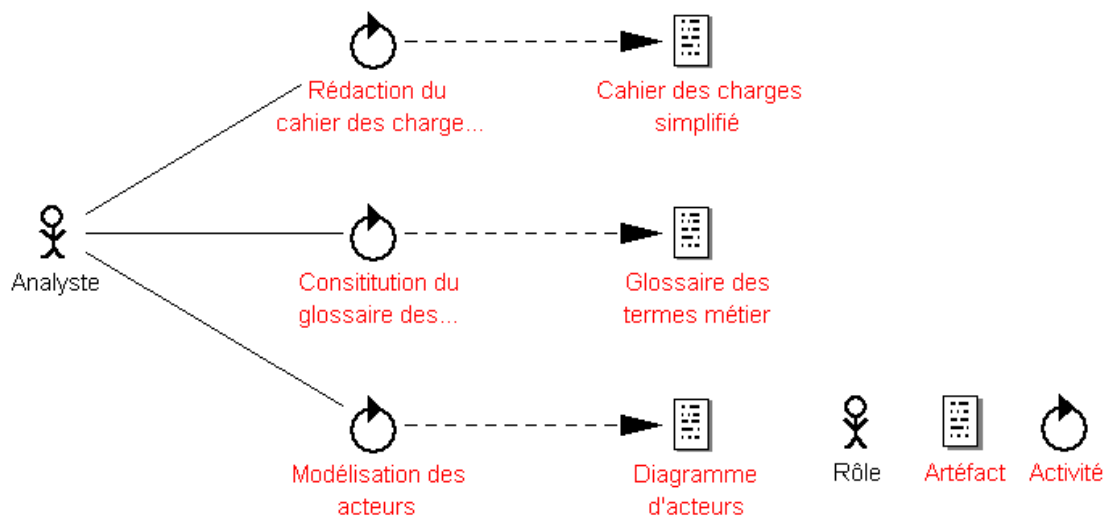 Rédaction du
cahier des charge...
Cahier des charges
simplifié
Analyste
Consititution du
glossaire des...
Glossaire des
termes métier
Modélisation des
acteurs
Diagramme
d'acteurs
Rôle
Artéfact
Activité